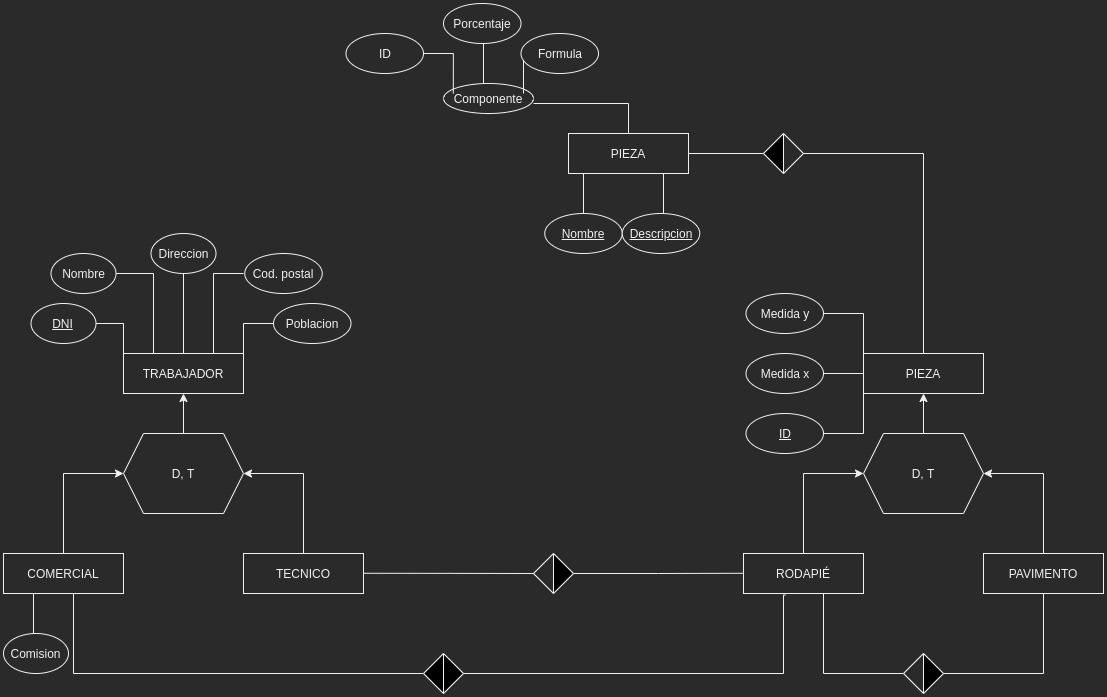 Porcentaje
ID
Formula
Componente
PIEZA
Nombre
Descripcion
Direccion
Nombre
Cod. postal
DNI
Poblacion
TRABAJADOR
Medida y
Medida x
PIEZA
ID
D, T
D, T
COMERCIAL
TECNICO
RODAPIÉ
PAVIMENTO
Comision